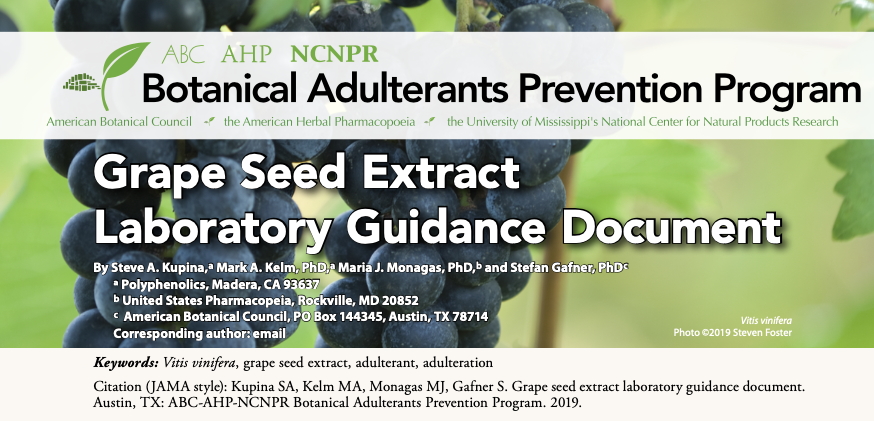 ABC AHP NCNPR
Botanical Adulterants Prevention Program
American Botanical Council the American Herbal Pharmacopoeia the University of Mississippi's National Center for Natural Products Research
Grape Seed Extract
Laboratory Guidance Document
By Steve A. Kupina,ª Mark A. Kelm, PhD,ª Maria J. Monagas, PhD,ᵇ and Stefan Gafner, PhDᶜ
ª Polyphenolics, Madera, CA 93637
ᵇ United States Pharmacopeia, Rockville, MD 20852
ᶜ American Botanical Council, PO Box 144345, Austin, TX 78714
Corresponding author: email
Vitis vinifera
Photo ©2019 Steven Foster
Keywords: Vitis vinifera, grape seed extract, adulterant, adulteration
Citation (JAMA style): Kupina SA, Kelm MA, Monagas MJ, Gafner S. Grape seed extract laboratory guidance document.
Austin, TX: ABC-AHP-NCNPR Botanical Adulterants Prevention Program. 2019.